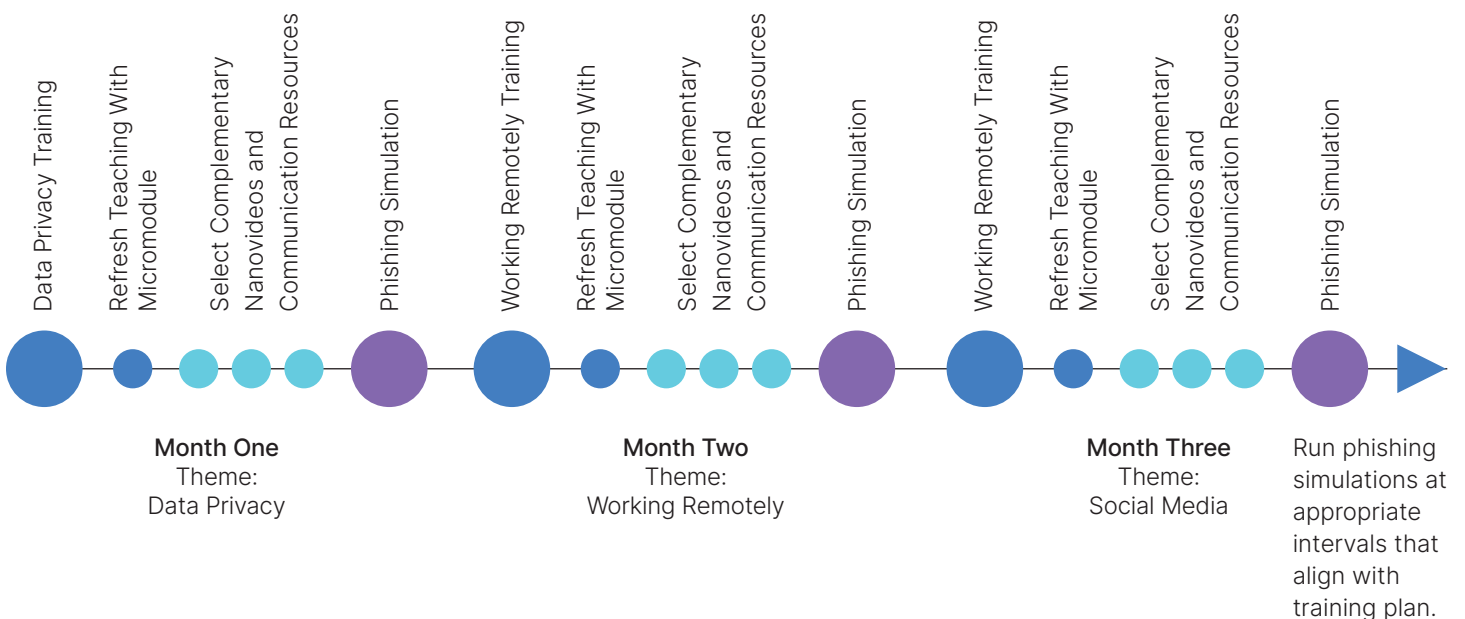 Data Privacy Training
Refresh Teaching With
Micromodule
Select Complementary
Nanovideos and
Communication Resources
Phishing Simulation
Working Remotely Training
Refresh Teaching With
Micromodule
Select Complementary
Nanovideos and
Communication Resources
Phishing Simulation
Working Remotely Training
Refresh Teaching With
Micromodule
Select Complementary
Nanovideos and
Communication Resources
Phishing Simulation
Month One
Theme:
Data Privacy
Month Two
Theme:
Working Remotely
Month Three
Theme:
Social Media
Run phishing
simulations at
appropriate
intervals that
align with
training plan.